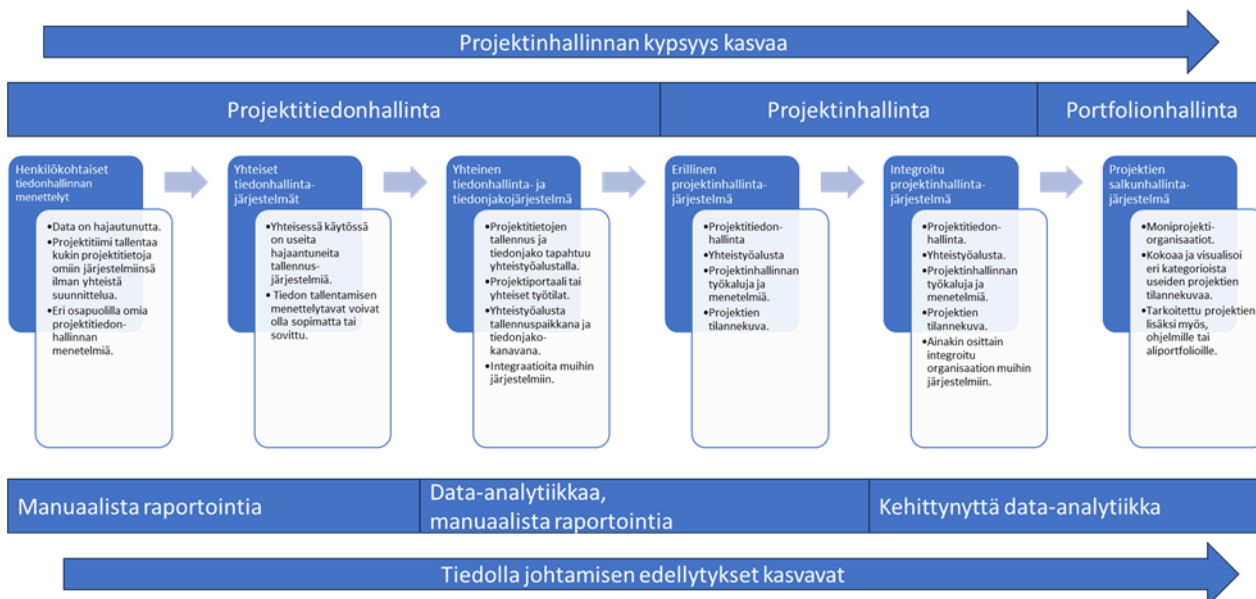 Projektinhallinnan kypsyys kasvaa
Projektitiedonhallinta
Projektinhallinta
Portfolionhallinta
Henkilökohtaiset
tiedonhallinnan
menettelyt
•Data on hajautunutta.
•Projektitiimi tallentaa
kukin projektitietoja
omiin järjestelmiinsä
ilman yhteistä
suunnittelua.
•Eri osapuolilla omia
projektitiedon-
hallinnan
menetelmiä.
Yhteiset
tiedonhallinta-
järjestelmät
•Yhteisessä käytössä
on useita
hajaantuneita
tallennus-
järjestelmiä.
• Tiedon tallentamisen
menettelytavat voivat
olla sopimatta tai
sovittu.
Yhteinen
tiedonhallinta- ja
tiedonjakojärjestelmä
•Projektitietojen
tallennus ja
tiedonjako tapahtuu
yhteistyöalustalla.
•Projektiportaali tai
yhteiset työtilat.
•Yhteistyöalusta
tallennuspaikkana ja
tiedonjako-
kanavana.
•Integraatioita muihin
järjestelmiin.
Erillinen
projektinhallinta-
järjestelmä
•Projektitiedon-
hallinta
•Yhteistyöalusta
•Projektinhallinnan
työkaluja ja
menetelmiä.
•Projektien
tilannekuva.
Integroitu
projektinhallinta-
järjestelmä
•Projektitiedon-
hallinta.
•Yhteistyöalusta.
•Projektinhallinnan
työkaluja ja
menetelmiä.
•Projektien
tilannekuva.
•Ainakin osittain
integroitu
organisaation muihin
järjestelmiin.
Projektien
salkunhallinta-
järjestelmä
•Moniprojekti-
organisaatiot.
•Kokoaa ja visualisoi
eri kategorioista
useiden projektien
tilannekuvaa.
•Tarkoitettu projektien
lisäksi myös,
ohjelmille tai
aliportfolioille.
Manuaalista raportointia
Data-analytiikkaa,
manuaalista raportointia
Kehittynyttä data-analytiikka
Tiedolla johtamisen edellytykset kasvavat